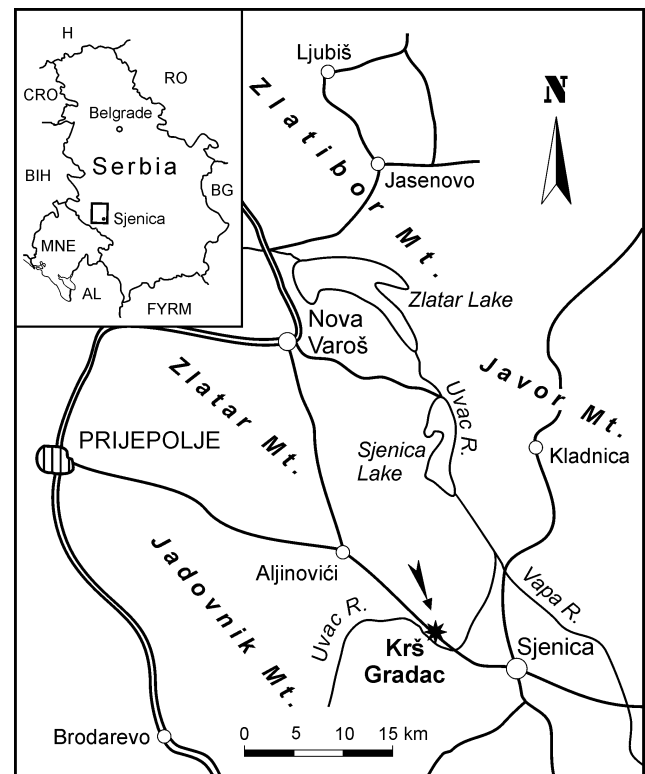 H
RO
CRO
Belgrade
Serbia
BIH
BG
Sjenica
MNE
AL
FYRM
Ljubiš
Zlatibor Mt.
Jasenovo
N
Zlatar Lake
Nova
Varoš
Uvac R.
Javor Mt.
Zlatar Mt.
PRIJEPOLJE
Sjenica
Lake
Kladnica
Jadovnik Mt.
Aljinovići
Uvac R.
Vapa R.
Krš
Gradac
Sjenica
Brodarevo
0 5 10 15 km